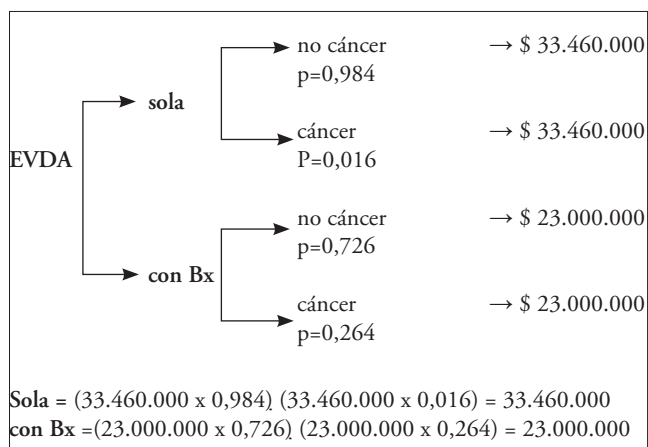 no cáncer → $ 33.460.000
p=0,984
sola
cáncer → $ 33.460.000
P=0,016
EVDA
no cáncer → $ 23.000.000
p=0,726
con Bx
cáncer → $ 23.000.000
p=0,264
Sola = (33.460.000 x 0,984) (33.460.000 x 0,016) = 33.460.000
con Bx =(23.000.000 x 0,726) (23.000.000 x 0,264) = 23.000.000